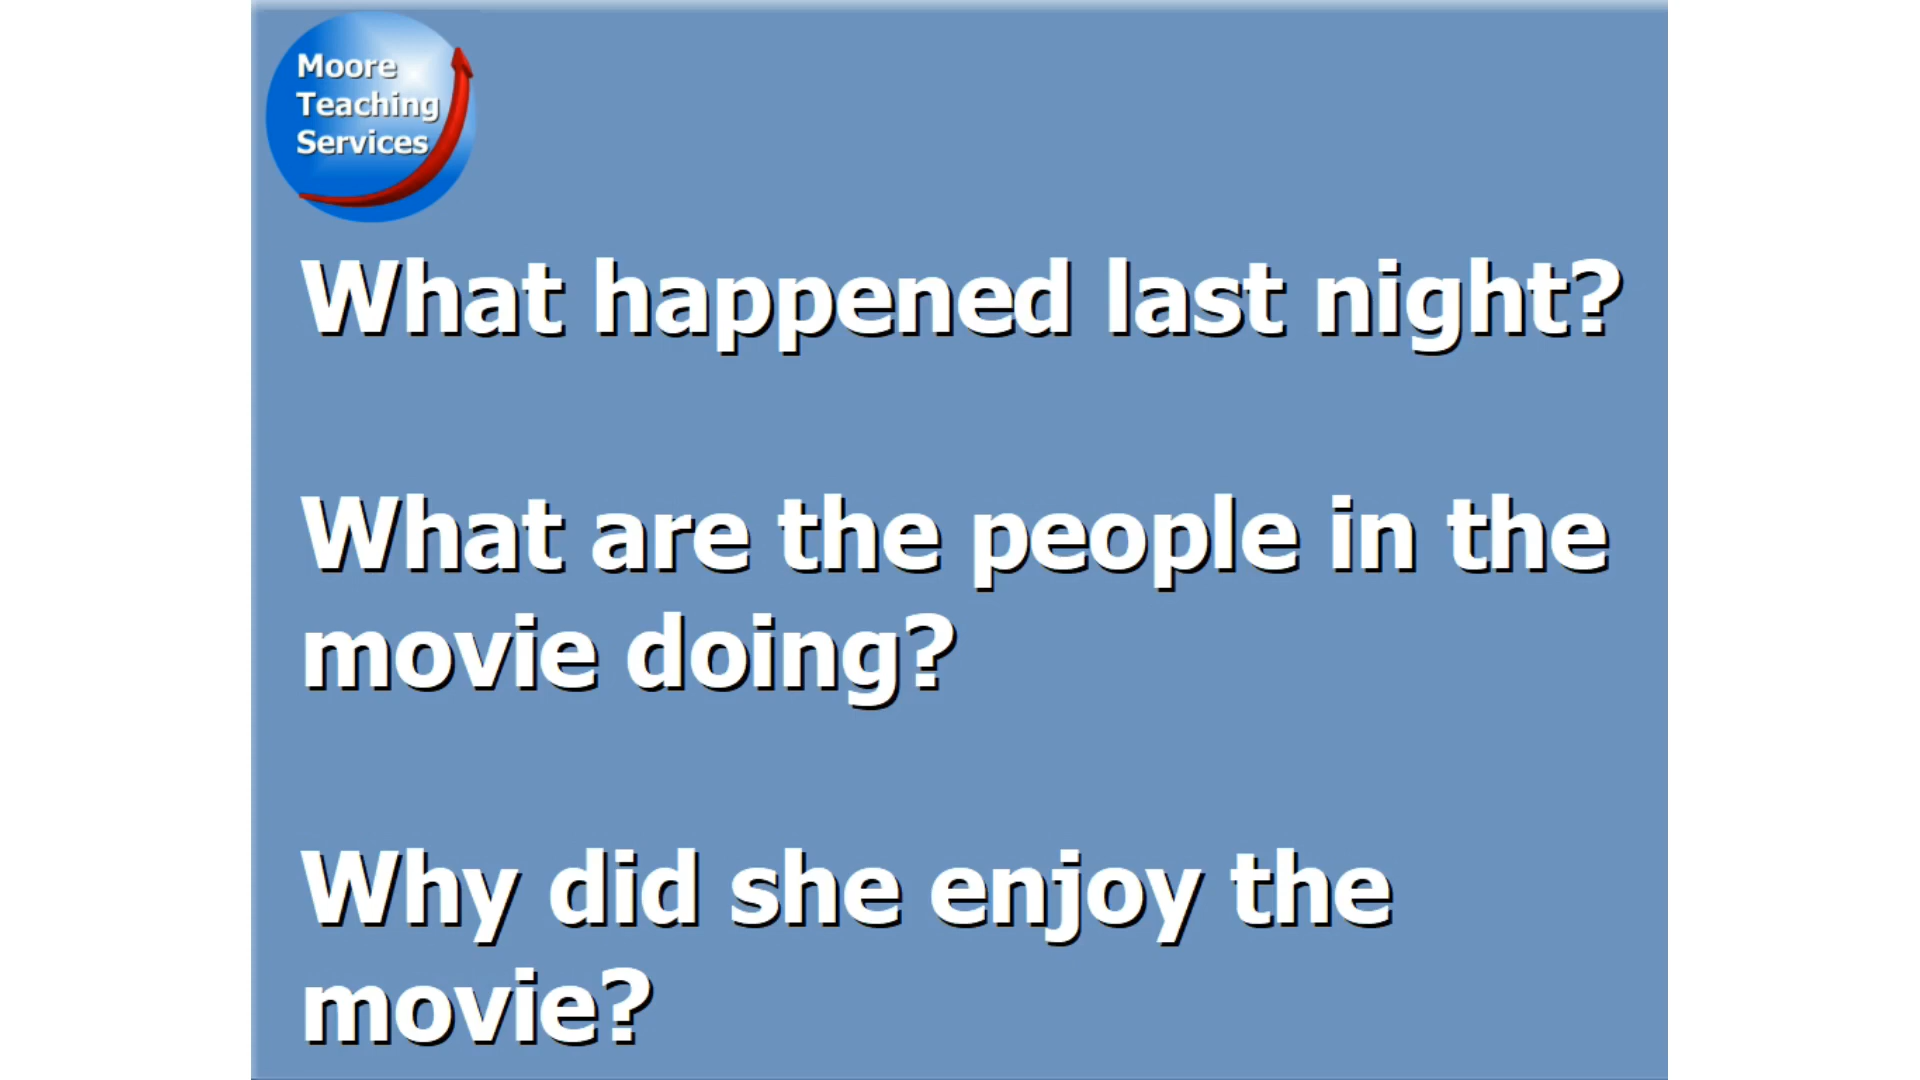 Moore
Teaching
Services
What happened last night?
What are the people in the
movie doing?
Why did she enjoy the
movie?